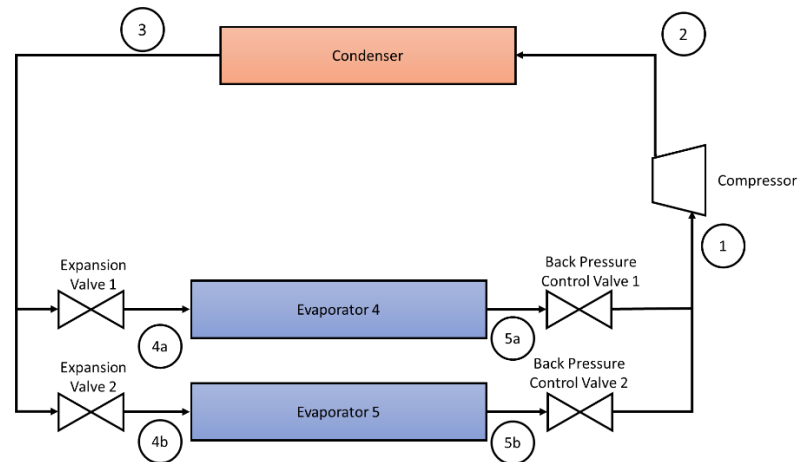 3
2
Condenser
Compressor
1
Expansion
Valve 1
Back Pressure
Control Valve 1
Evaporator 4
4a
5a
Expansion
Valve 2
Back Pressure
Control Valve 2
Evaporator 5
4b
5b